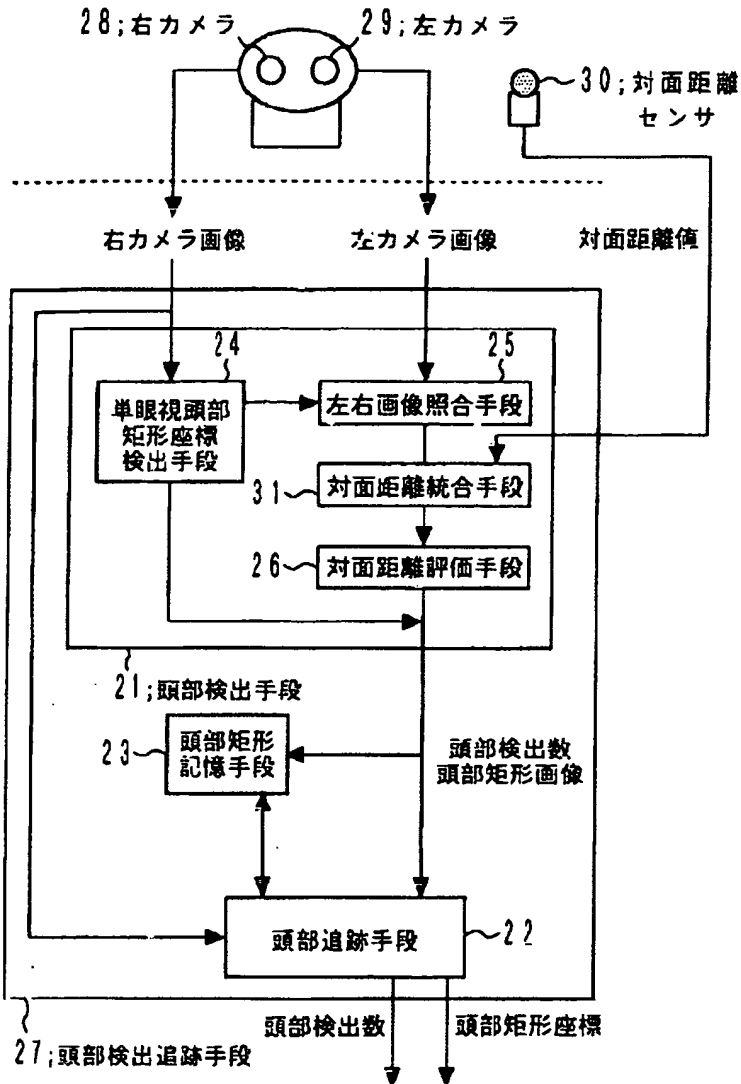 28;右カメラ
29;左カメラ
30;対面距離
センサ
右カメラ画像
左カメラ画像
対面距離値
24
25
単眼視頭部
矩形座標
検出手段
左右画像照合手段
31
対面距離統合手段
26
対面距離評価手段
21;頭部検出手段
23
頭部矩形
記憶手段
頭部検出数
頭部矩形画像
頭部追跡手段
22
頭部検出数
頭部矩形座標
27;頭部検出追跡手段